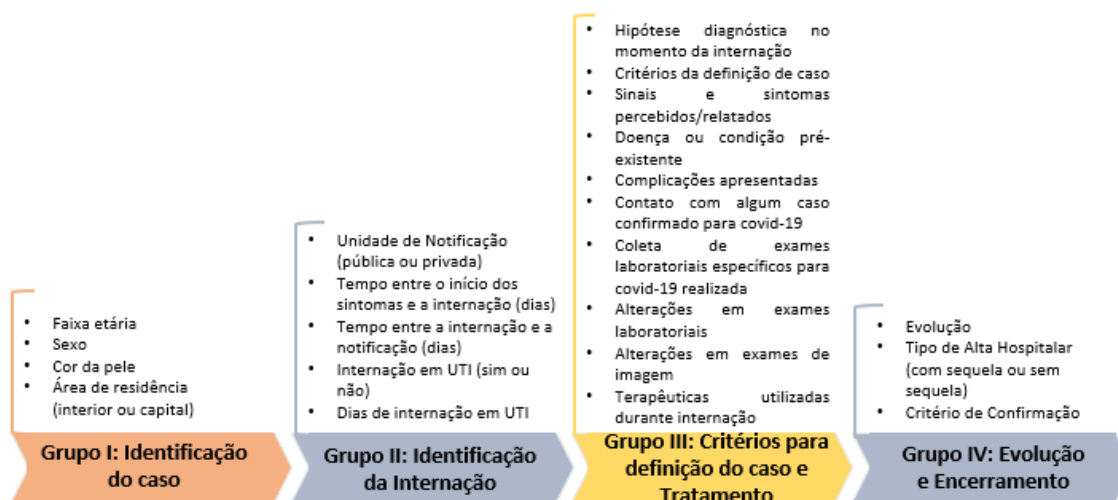 • Faixa etária
• Sexo
• Cor da pele
• Área de residência
(interior ou capital)
Grupo I: Identificação
do caso
• Unidade de Notificação
(pública ou privada)
• Tempo entre o início dos
sintomas e a internação (dias)
• Tempo entre a internação e a
notificação (dias)
• Internação em UTI (sim ou
não)
• Dias de internação em UTI
Grupo II: Identificação
da Internação
• Hipótese diagnóstica no
momento da internação
• Critérios da definição de caso
• Sinais e sintomas
percebidos/relatados
• Doença ou condição pré-
existente
• Complicações apresentadas
• Contato com algum caso
confirmado para covid-19
• Coleta de exames
laboratoriais específicos para
covid-19 realizada
• Alterações em exames
laboratoriais
• Alterações em exames de
imagem
• Terapêuticas utilizadas
durante internação
Grupo III: Critérios para
definição do caso e
Tratamento
• Evolução
• Tipo de Alta Hospitalar
(com sequela ou sem
sequela)
• Critério de Confirmação
Grupo IV: Evolução
e Encerramento